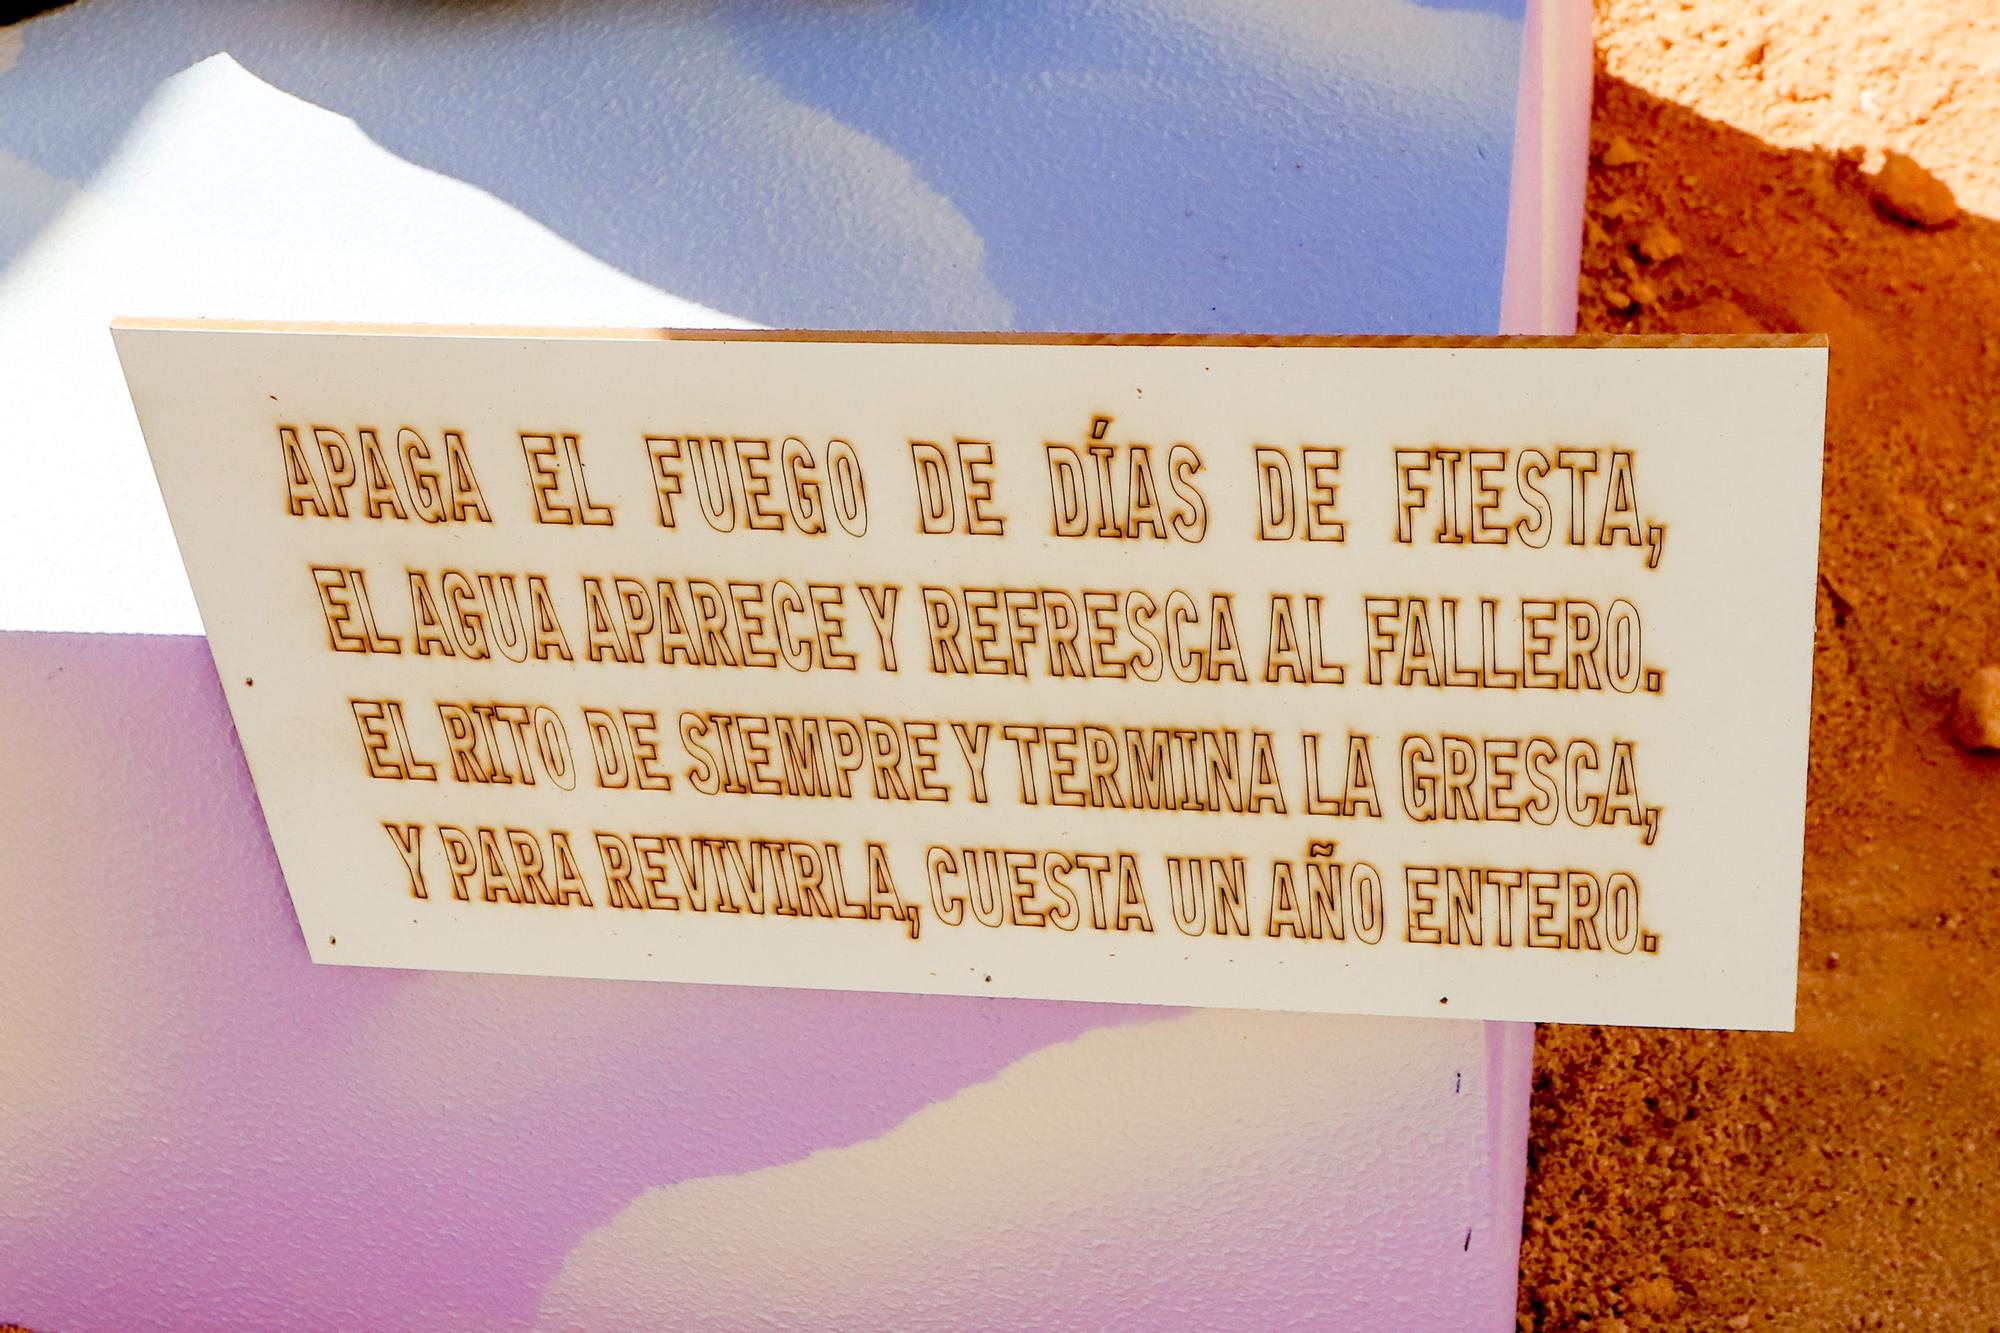 APAGA EL FUEGO DE DÍAS DE FIESTA,
EL AGUA APARECE Y REFRESCA AL FALLERO.
EL RITO DE SIEMPRE Y TERMINA LA GRESCA,
Y PARA REVIVIRLA, CUESTA UN AÑO ENTERO.